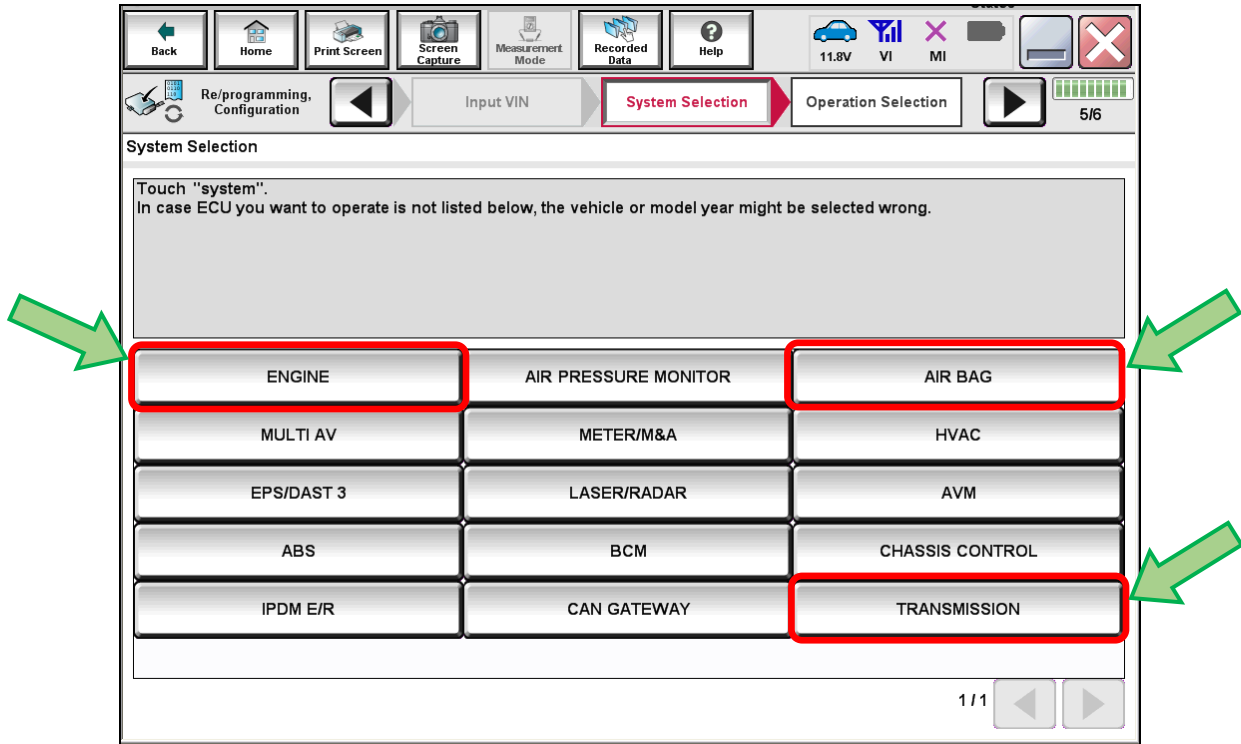 Status
Back
Home
Print Screen
Screen
Capture
Measurement
Mode
Recorded
Data
Help
11.8V
VI
MI
Re/programming,
Configuration
Input VIN
System Selection
Operation Selection
5/6
System Selection
Touch "system".
In case ECU you want to operate is not listed below, the vehicle or model year might be selected wrong.
ENGINE
AIR PRESSURE MONITOR
AIR BAG
MULTI AV
METER/M&A
HVAC
EPS/DAST 3
LASER/RADAR
AVM
ABS
BCM
CHASSIS CONTROL
IPDM E/R
CAN GATEWAY
TRANSMISSION
1/1